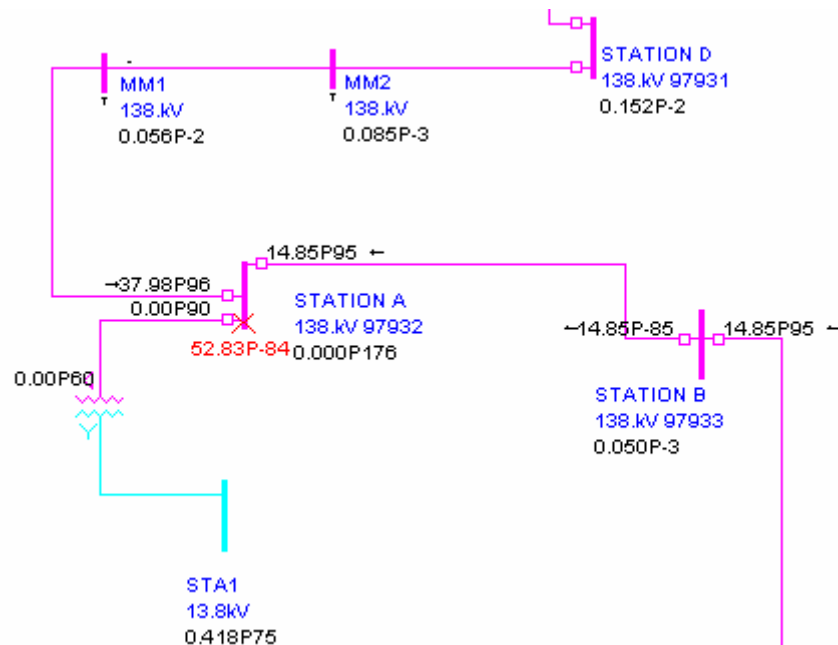 STATION D
138.kV 97931
0.152P-2
MM1
138.kV
0.056P-2
MM2
138.kV
0.085P-3
14.85P95 ←
→37.98P96
0.00P90
STATION A
138.kV 97932
0.000P176
52.83P-84
←14.85P-85
14.85P95 ←
STATION B
138.kV 97933
0.050P-3
0.00P60
Y
STA1
13.8kV
0.418P75